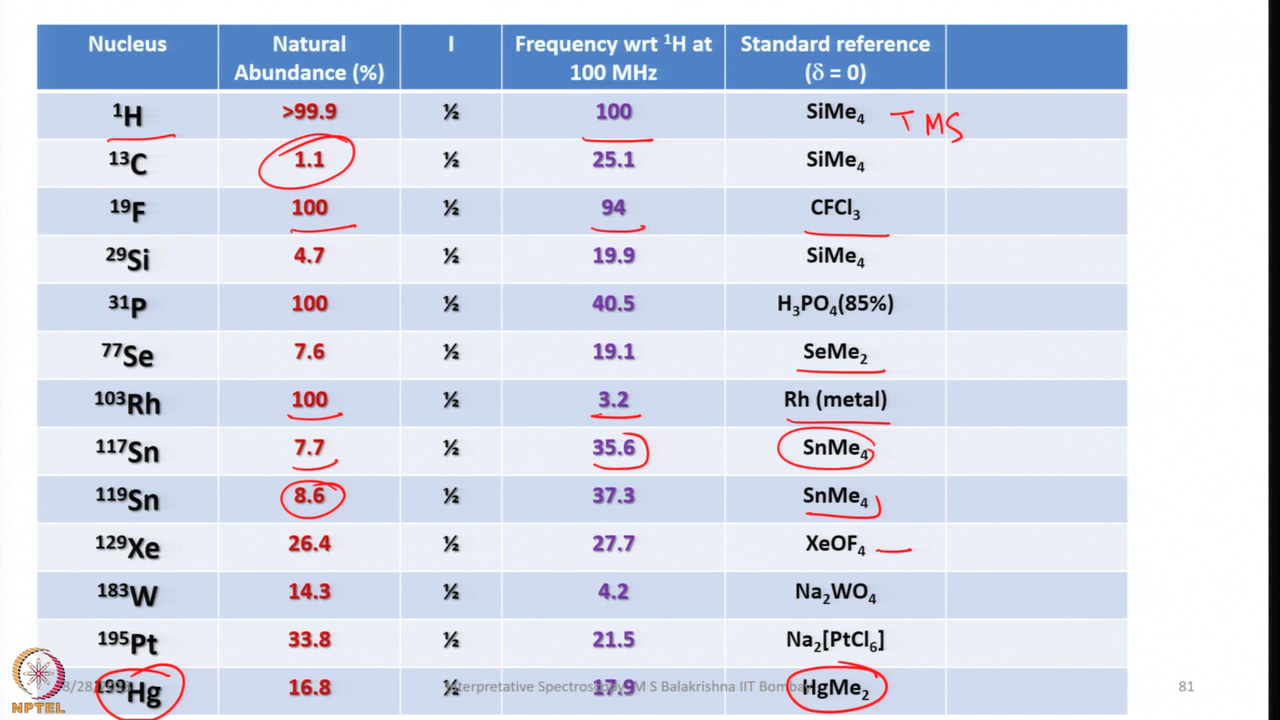 Nucleus Natural Abundance (%) I Frequency wrt ¹H at 100 MHz Standard reference (δ = 0)
¹H >99.9 ½ 100 SiMe₄ TMS
¹³C 1.1 ½ 25.1 SiMe₄
¹⁹F 100 ½ 94 CFCl₃
²⁹Si 4.7 ½ 19.9 SiMe₄
³¹P 100 ½ 40.5 H₃PO₄(85%)
⁷⁷Se 7.6 ½ 19.1 SeMe₂
¹⁰³Rh 100 ½ 3.2 Rh (metal)
¹¹⁷Sn 7.7 ½ 35.6 SnMe₄
¹¹⁹Sn 8.6 ½ 37.3 SnMe₄
¹²⁹Xe 26.4 ½ 27.7 XeOF₄
¹⁸³W 14.3 ½ 4.2 Na₂WO₄
¹⁹⁵Pt 33.8 ½ 21.5 Na₂[PtCl₆]
¹⁹⁹Hg 16.8 ½ 17.9 HgMe₂
Interpretative Spectroscopy M S Balakrishna IIT Bombay 81
NPTEL